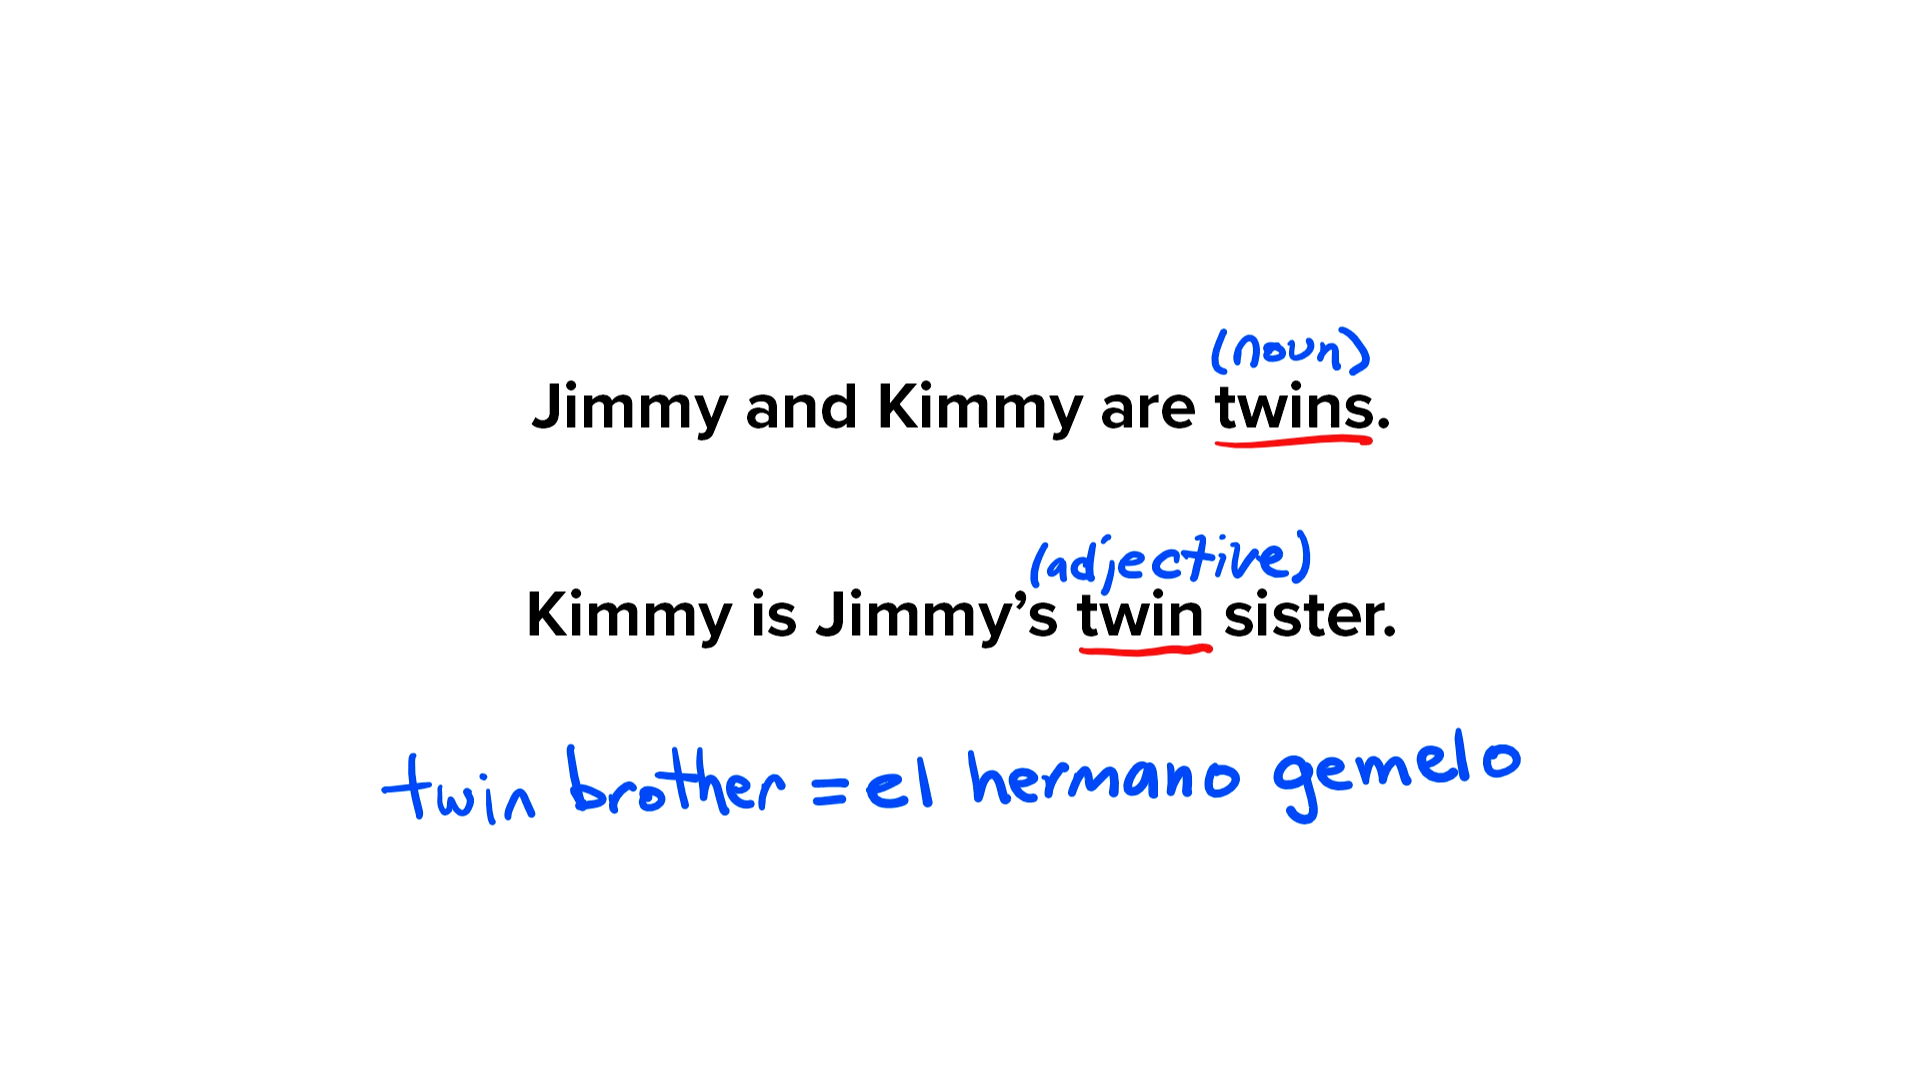 (noun)
Jimmy and Kimmy are twins.
(adjective)
Kimmy is Jimmy’s twin sister.
twin brother = el hermano gemelo